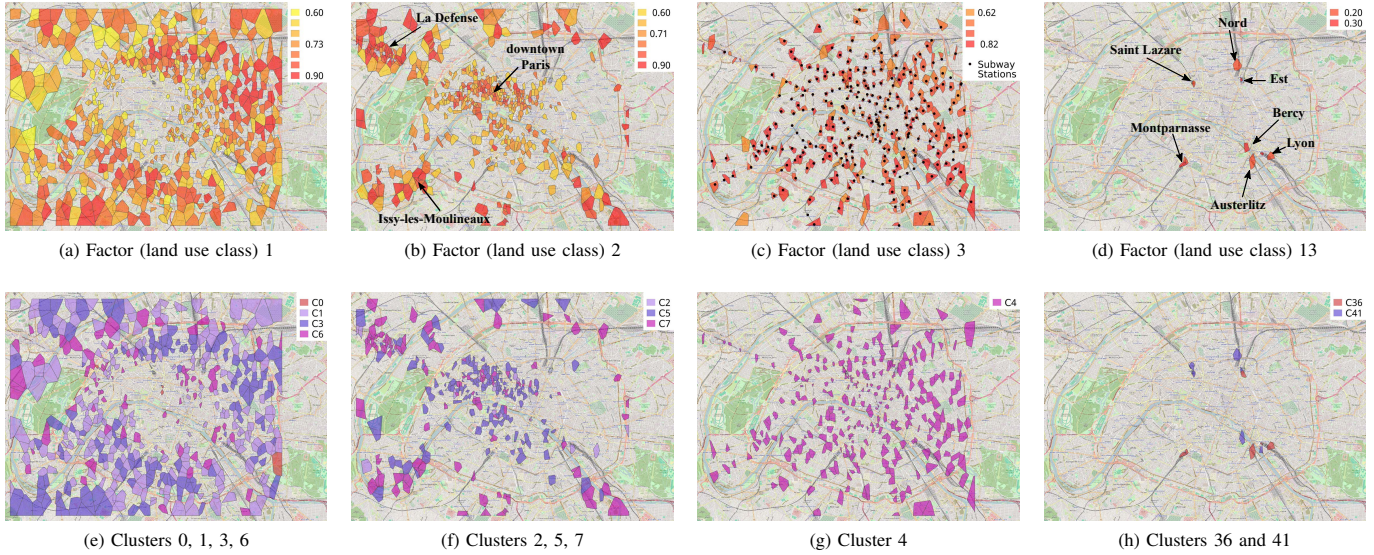 0.60
0.73
0.90
(a) Factor (land use class) 1
La Defense
downtown
Paris
Issy-les-Moulineaux
0.60
0.71
0.90
(b) Factor (land use class) 2
0.62
0.82
Subway
Stations
(c) Factor (land use class) 3
0.20
0.30
Nord
Saint Lazare
Est
Bercy
Montparnasse
Lyon
Austerlitz
(d) Factor (land use class) 13
C0
C1
C3
C6
(e) Clusters 0, 1, 3, 6
C2
C5
C7
(f) Clusters 2, 5, 7
C4
(g) Cluster 4
C36
C41
(h) Clusters 36 and 41